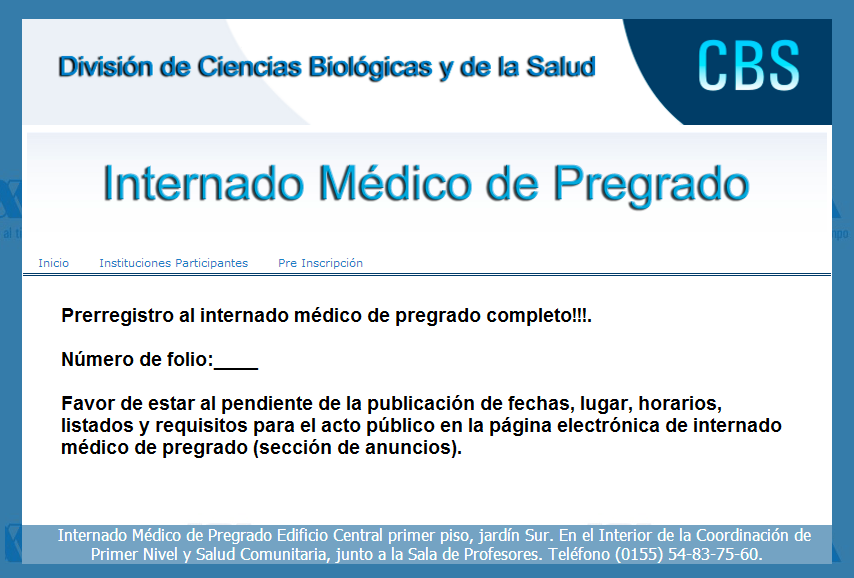 División de Ciencias Biológicas y de la Salud
CBS
Internado Médico de Pregrado
Inicio Instituciones Participantes Pre Inscripción
Prerregistro al internado médico de pregrado completo!!!.
Número de folio:____
Favor de estar al pendiente de la publicación de fechas, lugar, horarios,
listados y requisitos para el acto público en la página electrónica de internado
médico de pregrado (sección de anuncios).
Internado Médico de Pregrado Edificio Central primer piso, jardín Sur. En el Interior de la Coordinación de
Primer Nivel y Salud Comunitaria, junto a la Sala de Profesores. Teléfono (0155) 54-83-75-60.